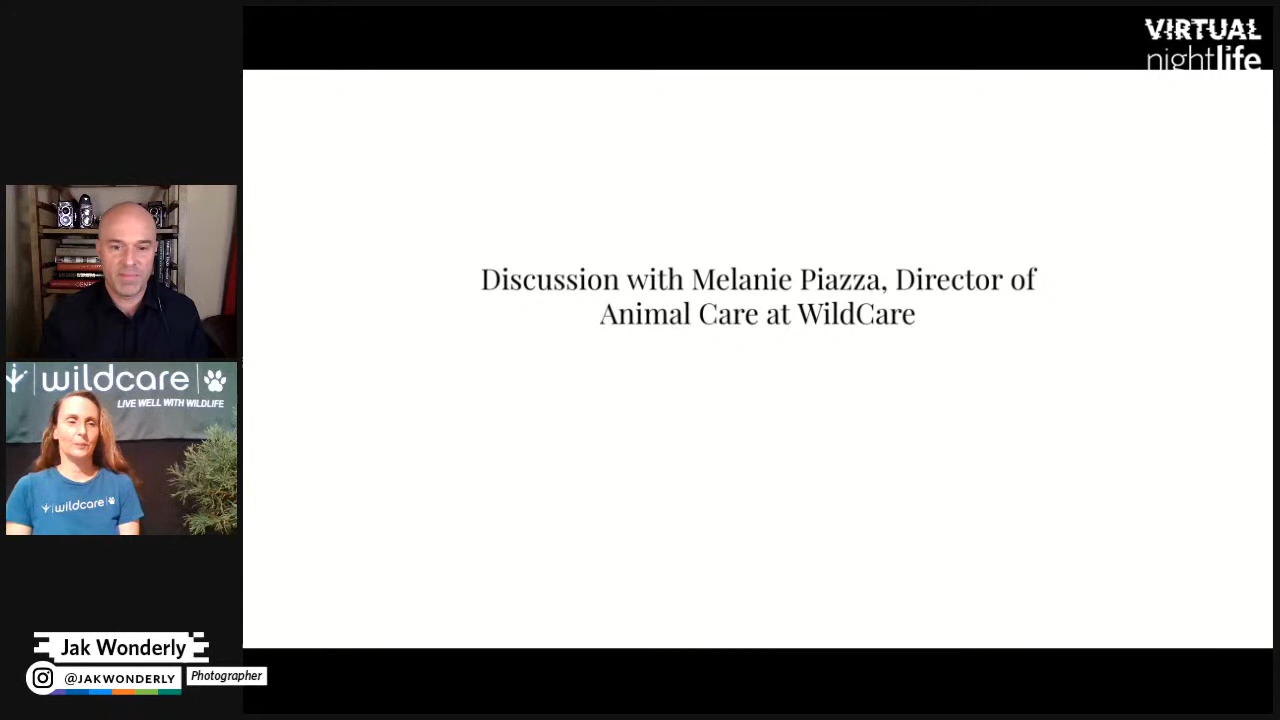 VIRTUAL
nightlife
Discussion with Melanie Piazza, Director of
Animal Care at WildCare
wildcare
LIVE WELL WITH WILDLIFE
wildcare
Jak Wonderly
@JAKWONDERLY
Photographer